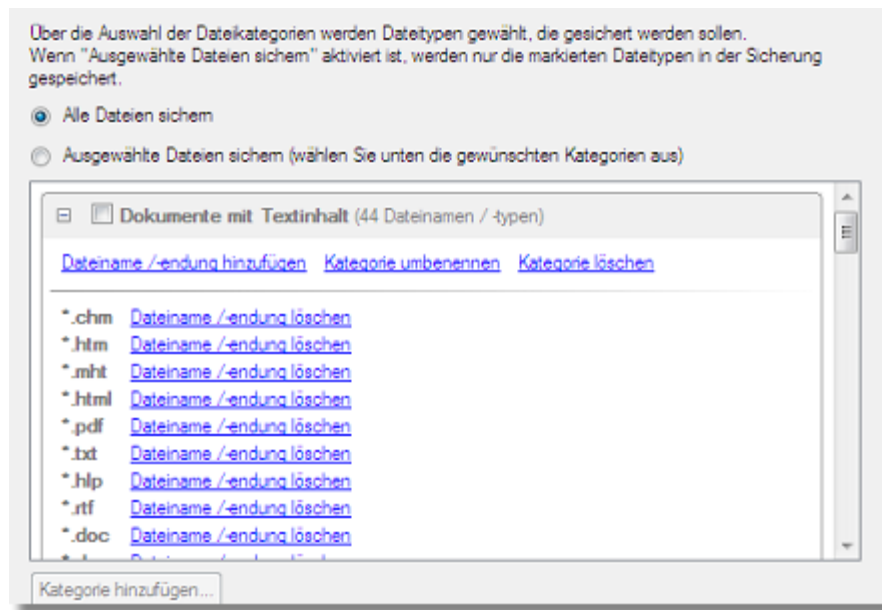 Über die Auswahl der Dateikategorien werden Dateitypen gewählt, die gesichert werden sollen.
Wenn "Ausgewählte Dateien sichern" aktiviert ist, werden nur die markierten Dateitypen in der Sicherung
gespeichert.
Alle Dateien sichern
Ausgewählte Dateien sichern (wählen Sie unten die gewünschten Kategorien aus)
Dokumente mit Textinhalt (44 Dateinamen / -typen)
Dateiname /-endung hinzufügen Kategorie umbenennen Kategorie löschen
*.chm Dateiname /-endung löschen
*.htm Dateiname /-endung löschen
*.mht Dateiname /-endung löschen
*.html Dateiname /-endung löschen
*.pdf Dateiname /-endung löschen
*.txt Dateiname /-endung löschen
*.hlp Dateiname /-endung löschen
*.rtf Dateiname /-endung löschen
*.doc Dateiname /-endung löschen
Kategorie hinzufügen...